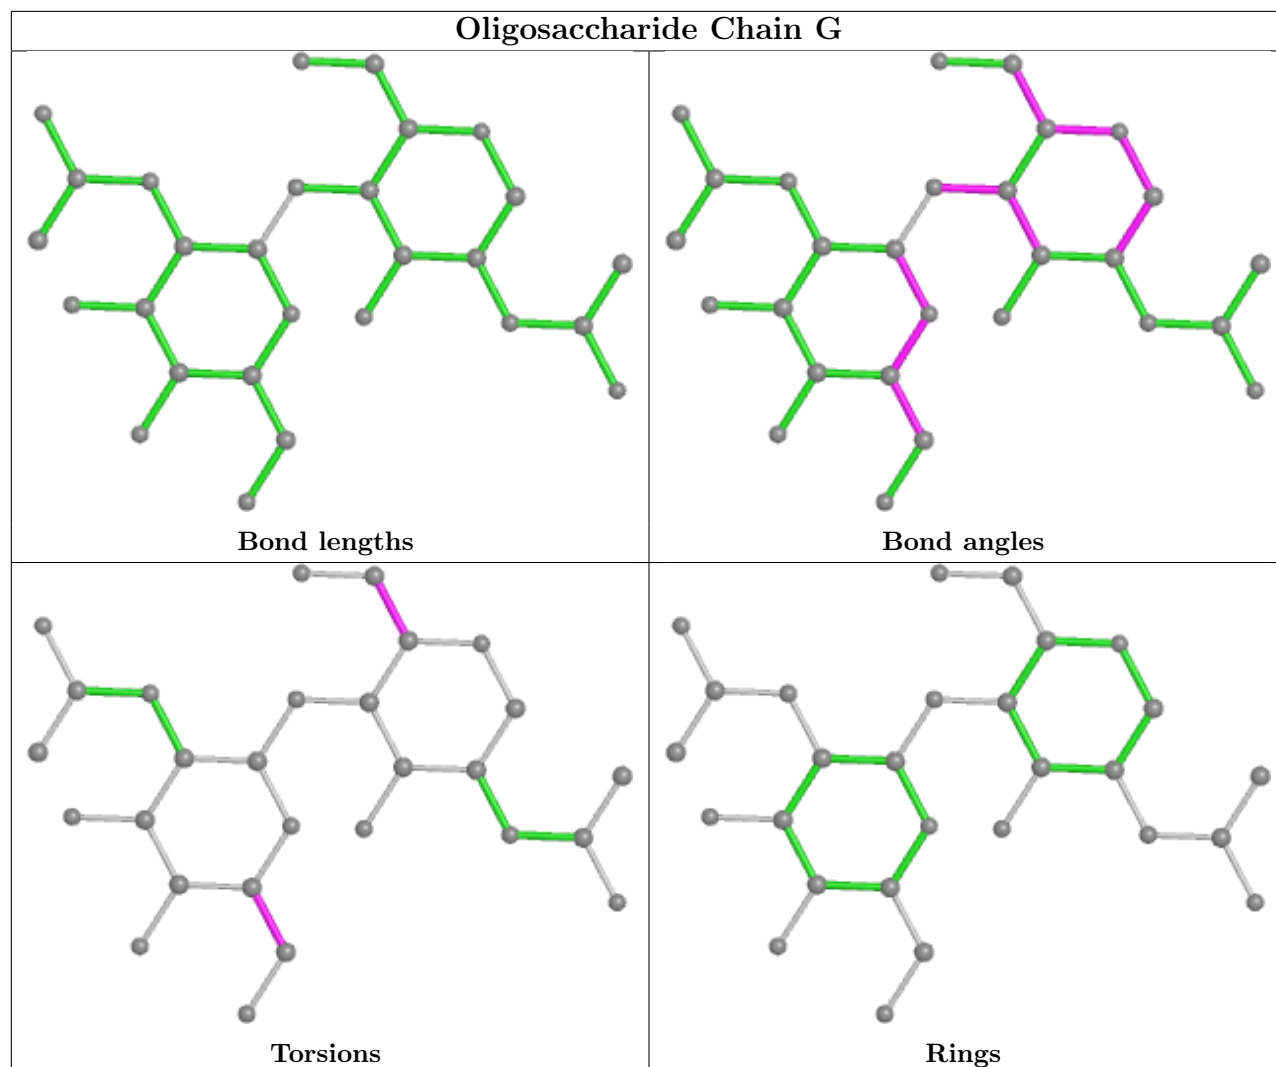 Oligosaccharide Chain G
Bond lengths
Bond angles
Torsions
Rings